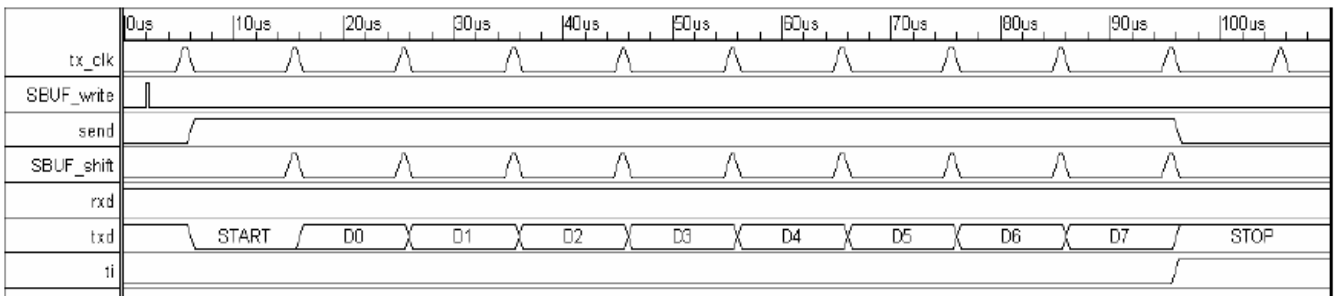 0us 10us 20us 30us 40us 50us 60us 70us 80us 90us 100us
tx_clk
SBUF_write
send
SBUF_shift
rxd
txd START D0 D1 D2 D3 D4 D5 D6 D7 STOP
ti